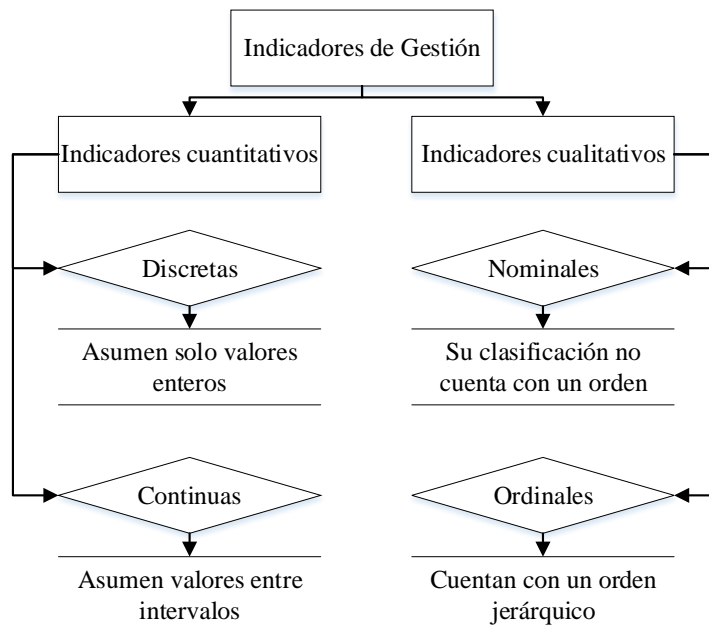 Indicadores de Gestión
Indicadores cuantitativos
Indicadores cualitativos
Discretas
Nominales
Asumen solo valores
enteros
Su clasificación no
cuenta con un orden
Continuas
Ordinales
Asumen valores entre
intervalos
Cuentan con un orden
jerárquico